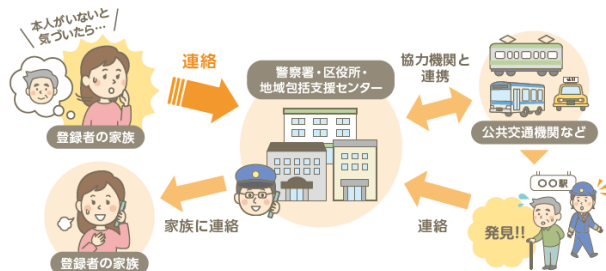 本人がいないと
気づいたら…
登録者の家族
連絡
警察署・区役所・
地域包括支援センター
協力機関と
連携
公共交通機関など
〇〇駅
発見!!
連絡
家族に連絡
登録者の家族